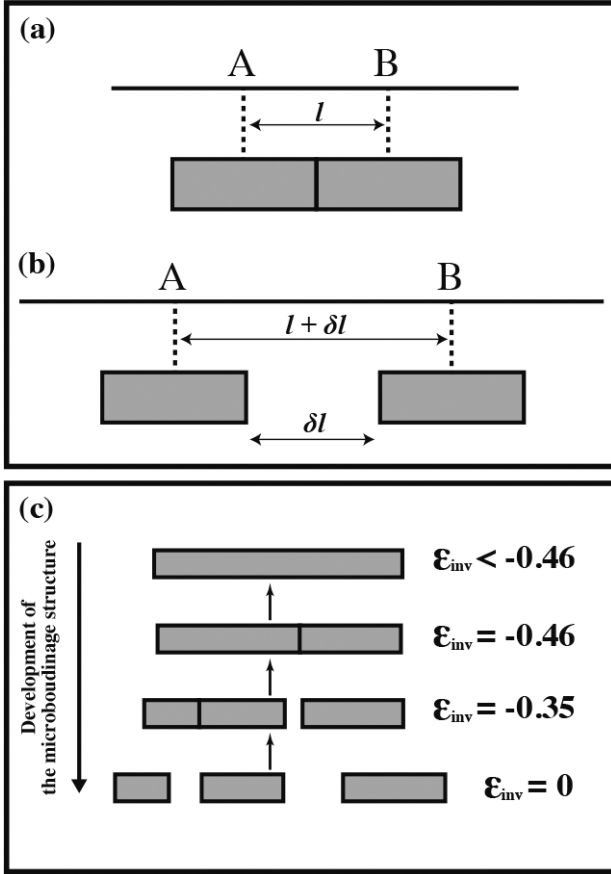 (a)
A B
l
(b)
A B
l + δl
δl
(c)
Development of
the microboudinage structure
εinv < -0.46
εinv = -0.46
εinv = -0.35
εinv = 0